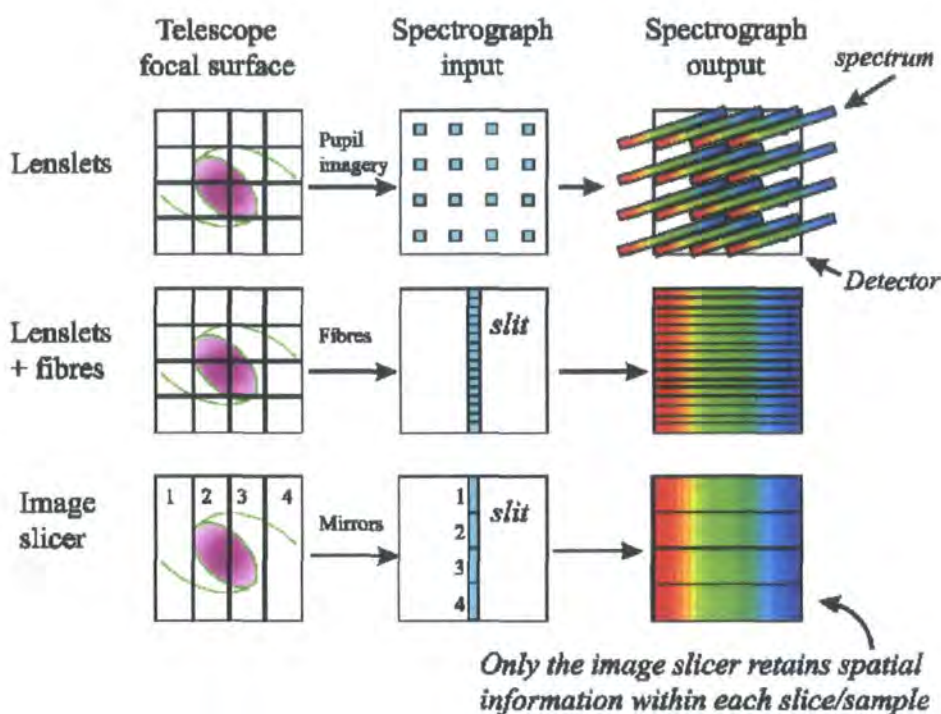 Telescope
focal surface
Spectrograph
input
Spectrograph
output
spectrum
Lenslets
Pupil
imagery
Detector
Lenslets
+ fibres
Fibres
slit
Image
slicer
1 2 3 4
Mirrors
1
2
3
4
slit
Only the image slicer retains spatial
information within each slice/sample